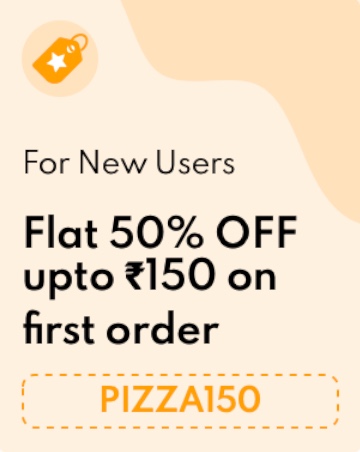 For New Users
Flat 50% OFF
upto ₹150 on
first order
PIZZA150